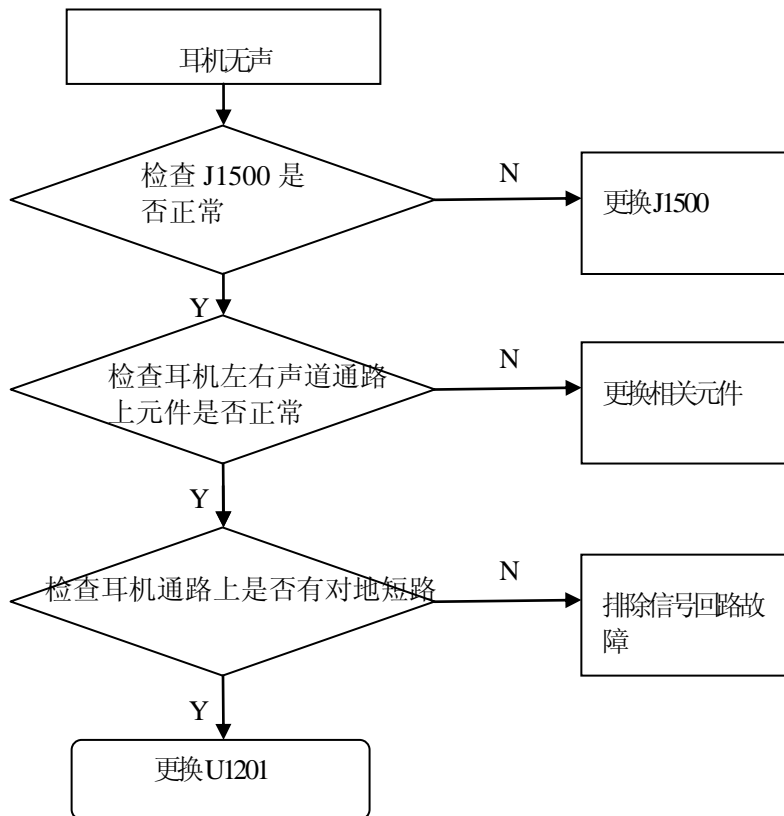 耳机无声
检查 J1500 是
否正常
N
更换J1500
Y
检查耳机左右声道通路
上元件是否正常
N
更换相关元件
Y
检查耳机通路上是否有对地短路
N
排除信号回路故
障
Y
更换U1201